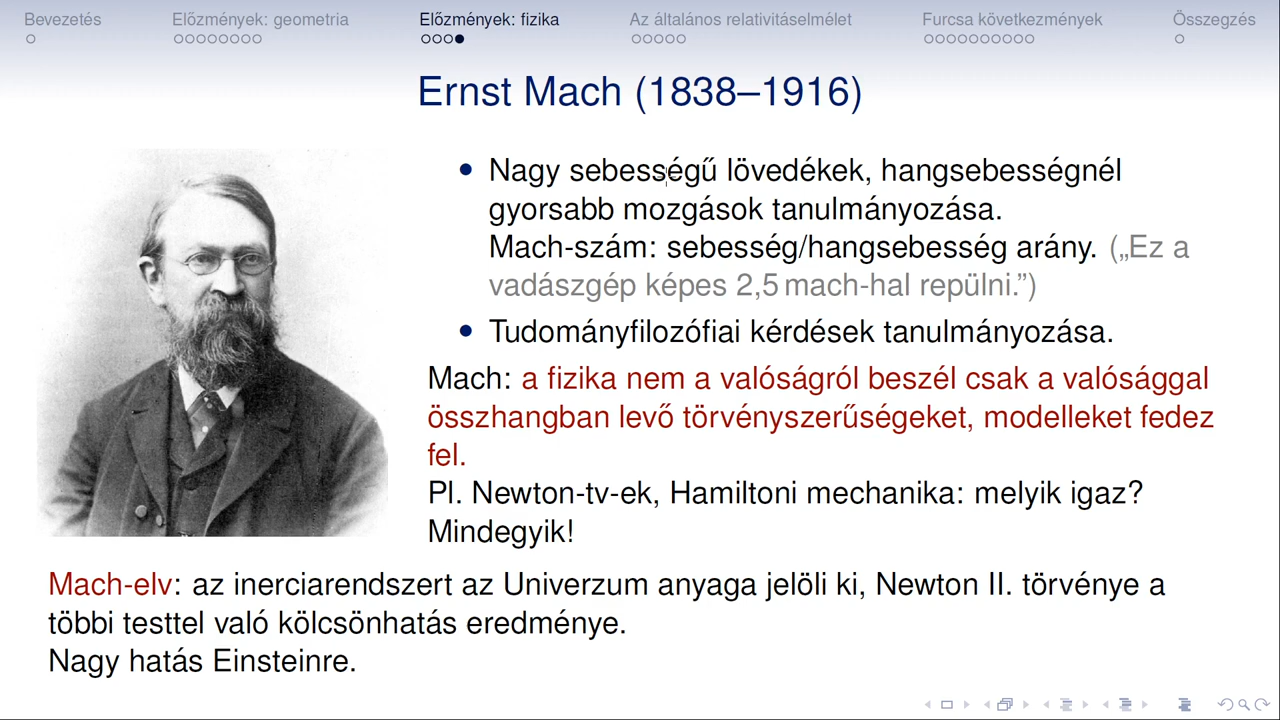 Bevezetés Előzmények: geometria Előzmények: fizika Az általános relativitáselmélet Furcsa következmények Összegzés
Ernst Mach (1838–1916)
Nagy sebességű lövedékek, hangsebességnél
gyorsabb mozgások tanulmányozása.
Mach-szám: sebesség/hangsebesség arány. („Ez a
vadászgép képes 2,5 mach-hal repülni.”)
Tudományfilozófiai kérdések tanulmányozása.
Mach: a fizika nem a valóságról beszél csak a valósággal
összhangban levő törvényszerűségeket, modelleket fedez
fel.
Pl. Newton-tv-ek, Hamiltoni mechanika: melyik igaz?
Mindegyik!
Mach-elv: az inerciarendszert az Univerzum anyaga jelöli ki, Newton II. törvénye a
többi testtel való kölcsönhatás eredménye.
Nagy hatás Einsteinre.